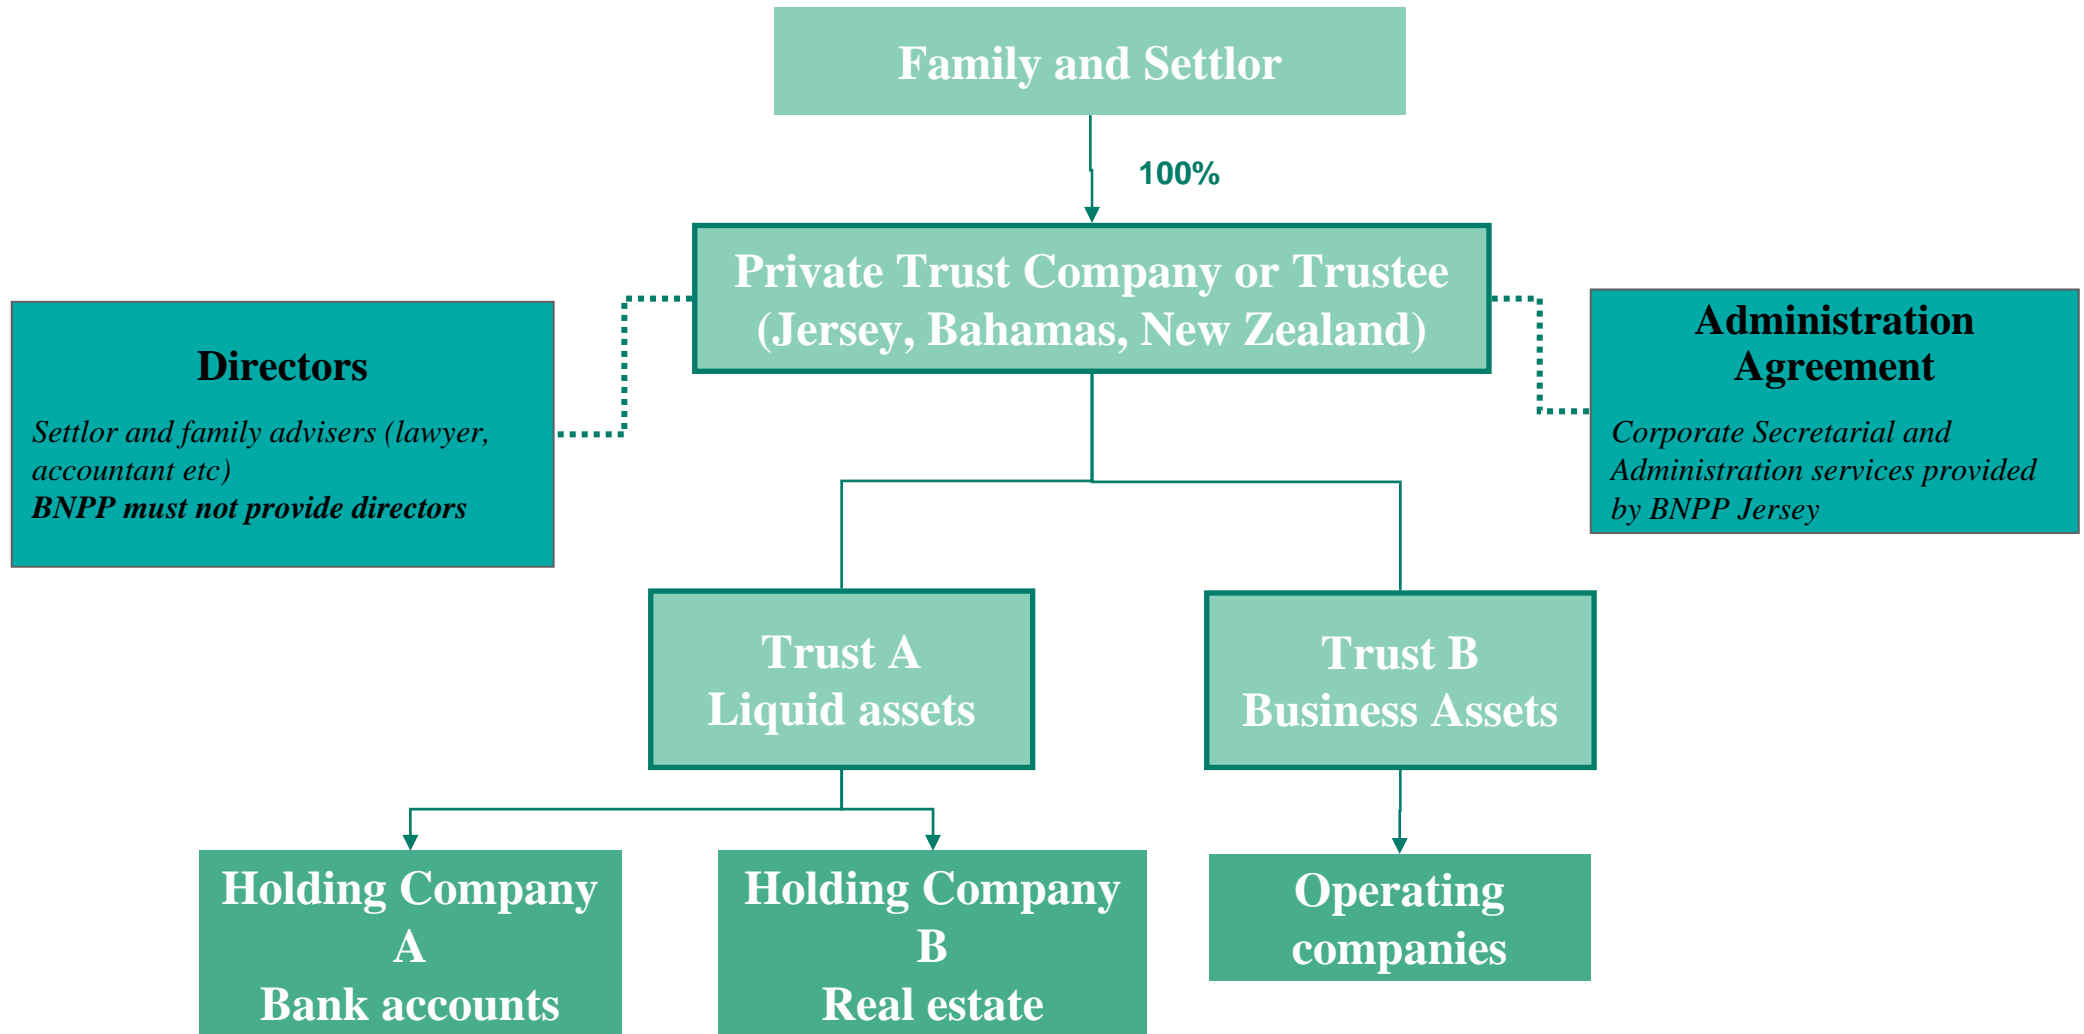 Family and Settlor
100%
Private Trust Company or Trustee
(Jersey, Bahamas, New Zealand)
Directors
Settlor and family advisers (lawyer,
accountant etc)
BNPP must not provide directors
Administration
Agreement
Corporate Secretarial and
Administration services provided
by BNPP Jersey
Trust A
Liquid assets
Trust B
Business Assets
Holding Company
A
Bank accounts
Holding Company
B
Real estate
Operating
companies